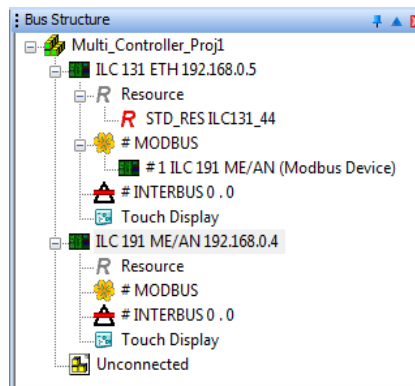 Bus Structure
Multi_Controller_Proj1
ILC 131 ETH 192.168.0.5
R Resource
R STD_RES ILC131_44
# MODBUS
# 1 ILC 191 ME/AN (Modbus Device)
# INTERBUS 0 . 0
Touch Display
ILC 191 ME/AN 192.168.0.4
R Resource
# MODBUS
# INTERBUS 0 . 0
Touch Display
Unconnected